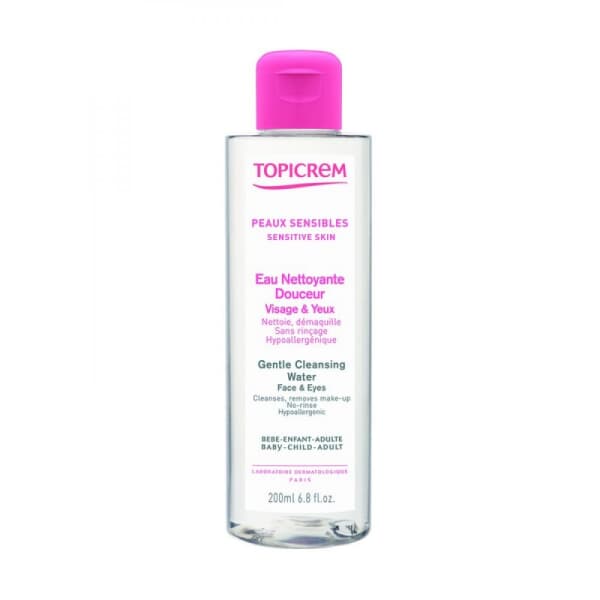 TOPICREM
PEAUX SENSIBLES
SENSITIVE SKIN
Eau Nettoyante
Douceur
Visage & Yeux
Nettoie, démaquille
Sans rinçage
Hypoallergénique
Gentle Cleansing
Water
Face & Eyes
Cleanses, removes make-up
No-rinse
Hypoallergenic
BEBE-ENFANT-ADULTE
BABY-CHILD-ADULT
LABORATOIRE DERMATOLOGIQUE
PARIS
200ml 6.8 fl.oz.